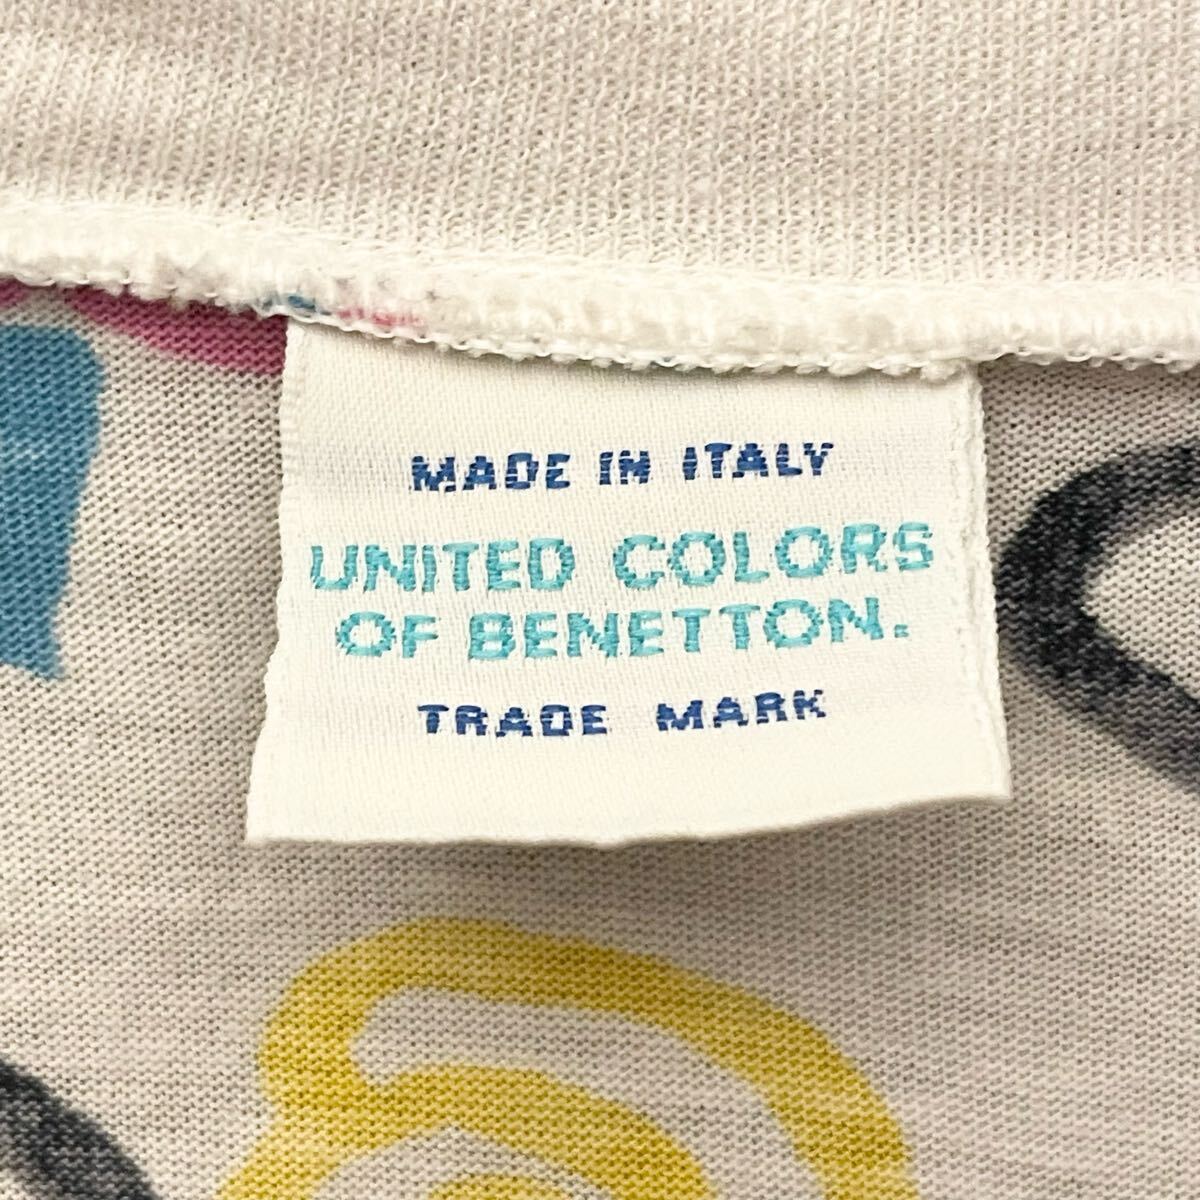 MADE IN ITALY
UNITED COLORS
OF BENETTON.
TRADE MARK